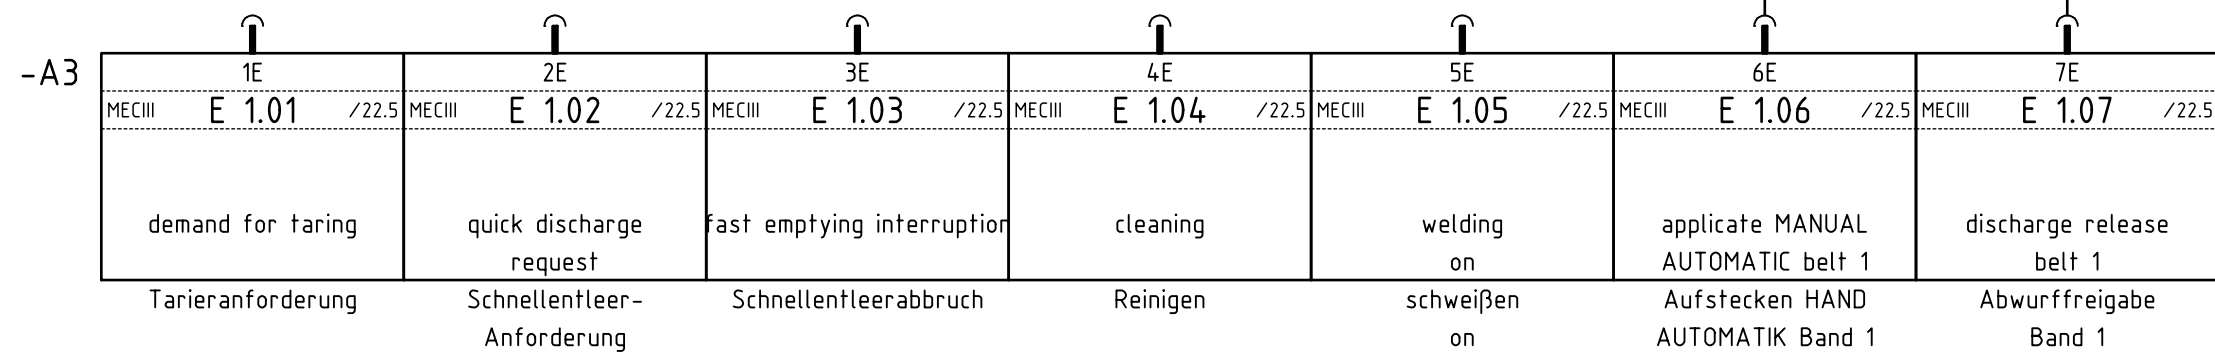 -A3
1E 2E 3E 4E 5E 6E 7E
MECIII E 1.01 /22.5 MECIII E 1.02 /22.5 MECIII E 1.03 /22.5 MECIII E 1.04 /22.5 MECIII E 1.05 /22.5 MECIII E 1.06 /22.5 MECIII E 1.07 /22.5
demand for taring quick discharge fast emptying interruption cleaning welding applicate MANUAL discharge release
request on AUTOMATIC belt 1 belt 1
Tarieranforderung Schnellentleer- Schnellentleerabbruch Reinigen schweißen Aufstecken HAND Abwurffreigabe
Anforderung on AUTOMATIK Band 1 Band 1